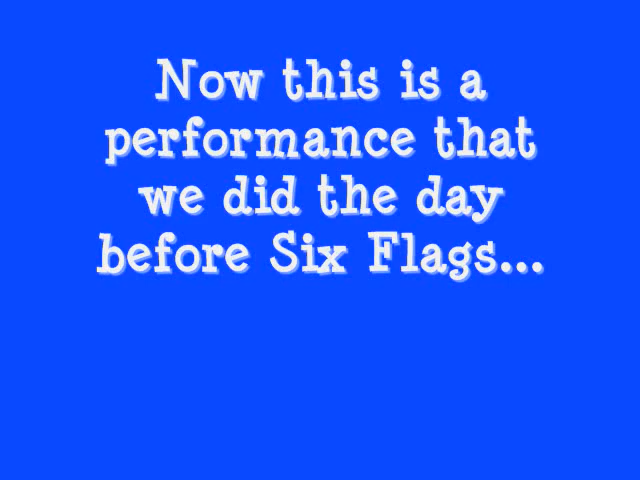 Now this is a
performance that
we did the day
before Six Flags...